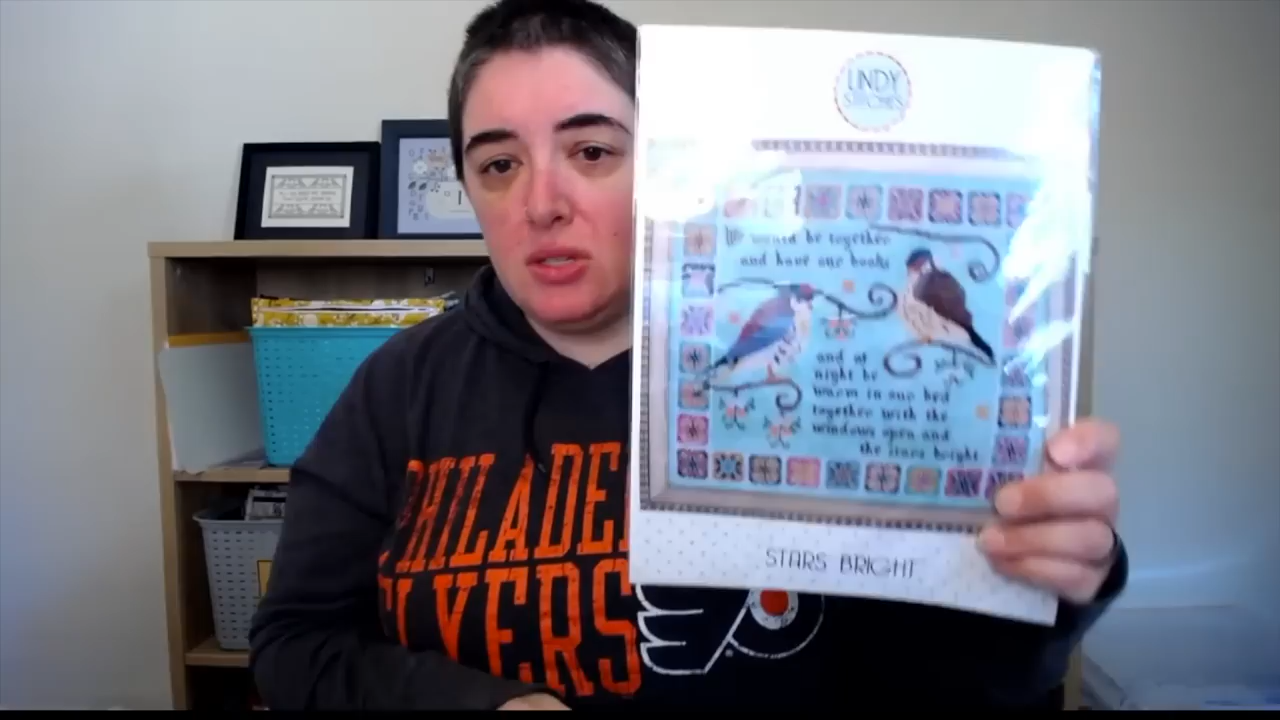 LINDY
STITCHES
We would be together
and have our books
and at
night be
warm in our bed
together with the
windows open and
the stars bright
STARS BRIGHT
PHILADE
FLYERS